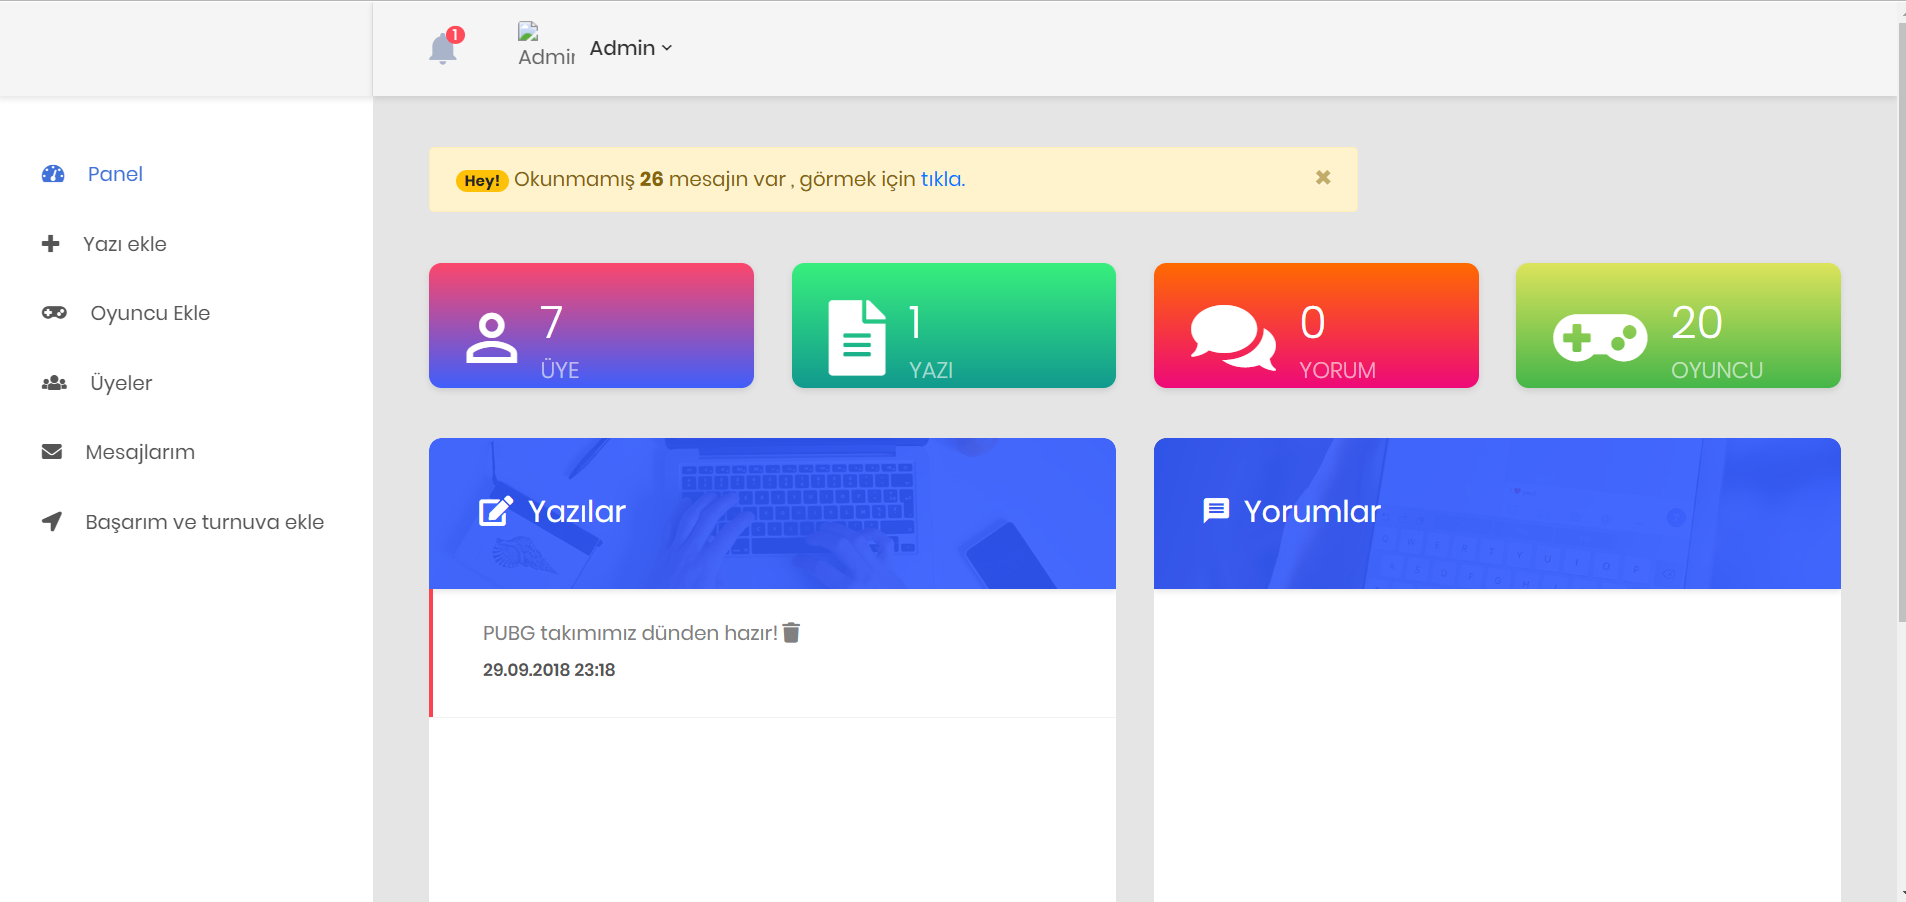 1
Admin
Admin
Panel
Yazı ekle
Oyuncu Ekle
Üyeler
Mesajlarım
Başarım ve turnuva ekle
Hey! Okunmamış 26 mesajın var , görmek için tıkla.
7
ÜYE
1
YAZI
0
YORUM
20
OYUNCU
Yazılar
Yorumlar
PUBG takımımız dünden hazır!
29.09.2018 23:18